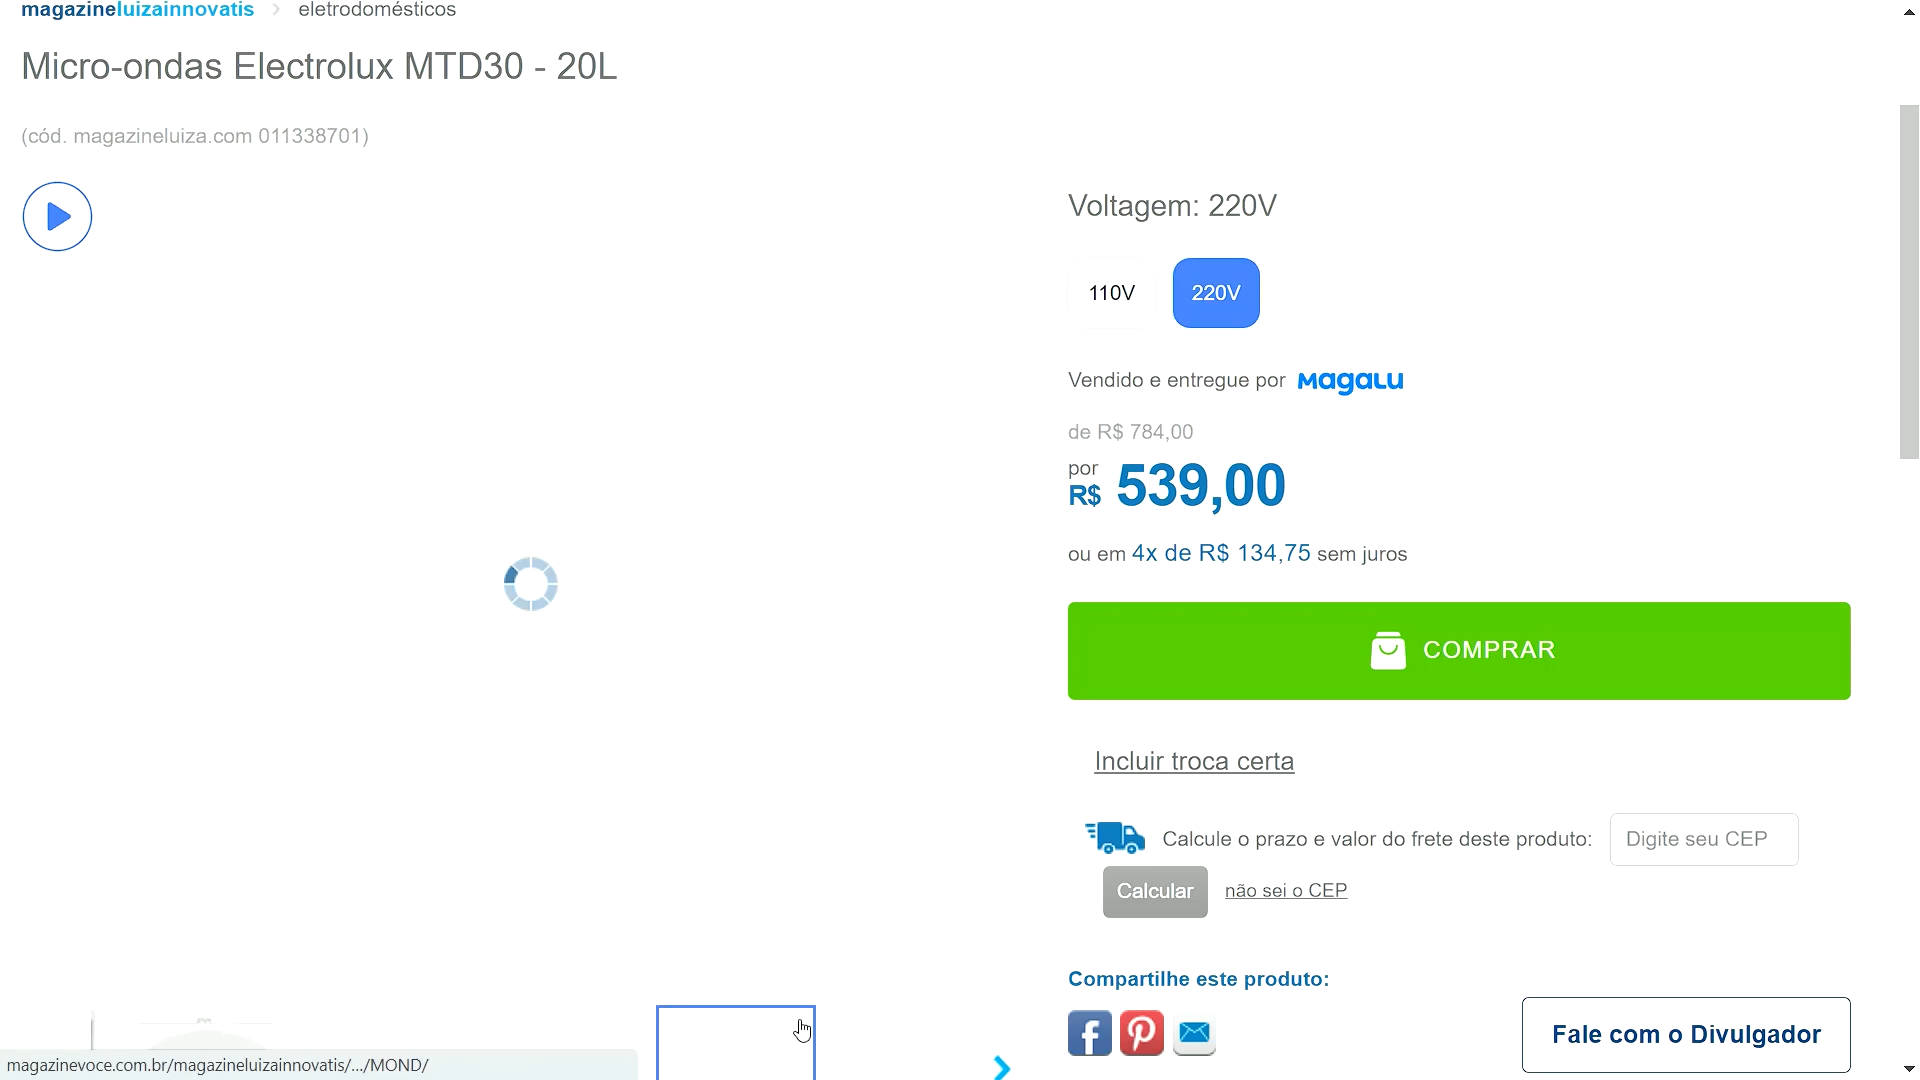 magazineluizainnovatis > eletrodomésticos
Micro-ondas Electrolux MTD30 - 20L
(cód. magazineluiza.com 011338701)
Voltagem: 220V
110V 220V
Vendido e entregue por magalu
de R$ 784,00
por
R$ 539,00
ou em 4x de R$ 134,75 sem juros
COMPRAR
Incluir troca certa
Calcule o prazo e valor do frete deste produto: Digite seu CEP
Calcular não sei o CEP
Compartilhe este produto:
Fale com o Divulgador
magazinevoce.com.br/magazineluizainnovatis/.../MOND/